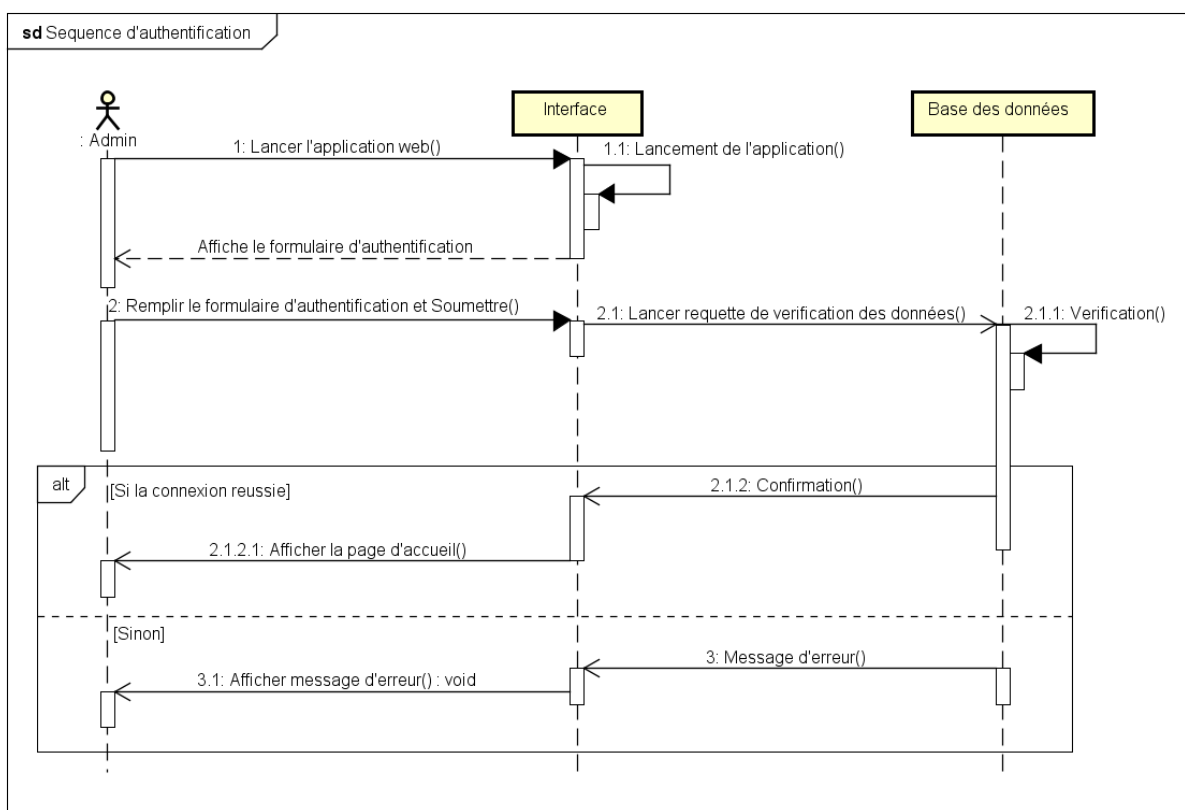 sd Sequence d'authentification
Interface
Base des données
: Admin
1: Lancer l'application web()
1.1: Lancement de l'application()
Affiche le formulaire d'authentification
2: Remplir le formulaire d'authentification et Soumettre()
2.1: Lancer requette de verification des données()
2.1.1: Verification()
alt
[Si la connexion reussie]
2.1.2: Confirmation()
2.1.2.1: Afficher la page d'accueil()
[Sinon]
3: Message d'erreur()
3.1: Afficher message d'erreur() : void